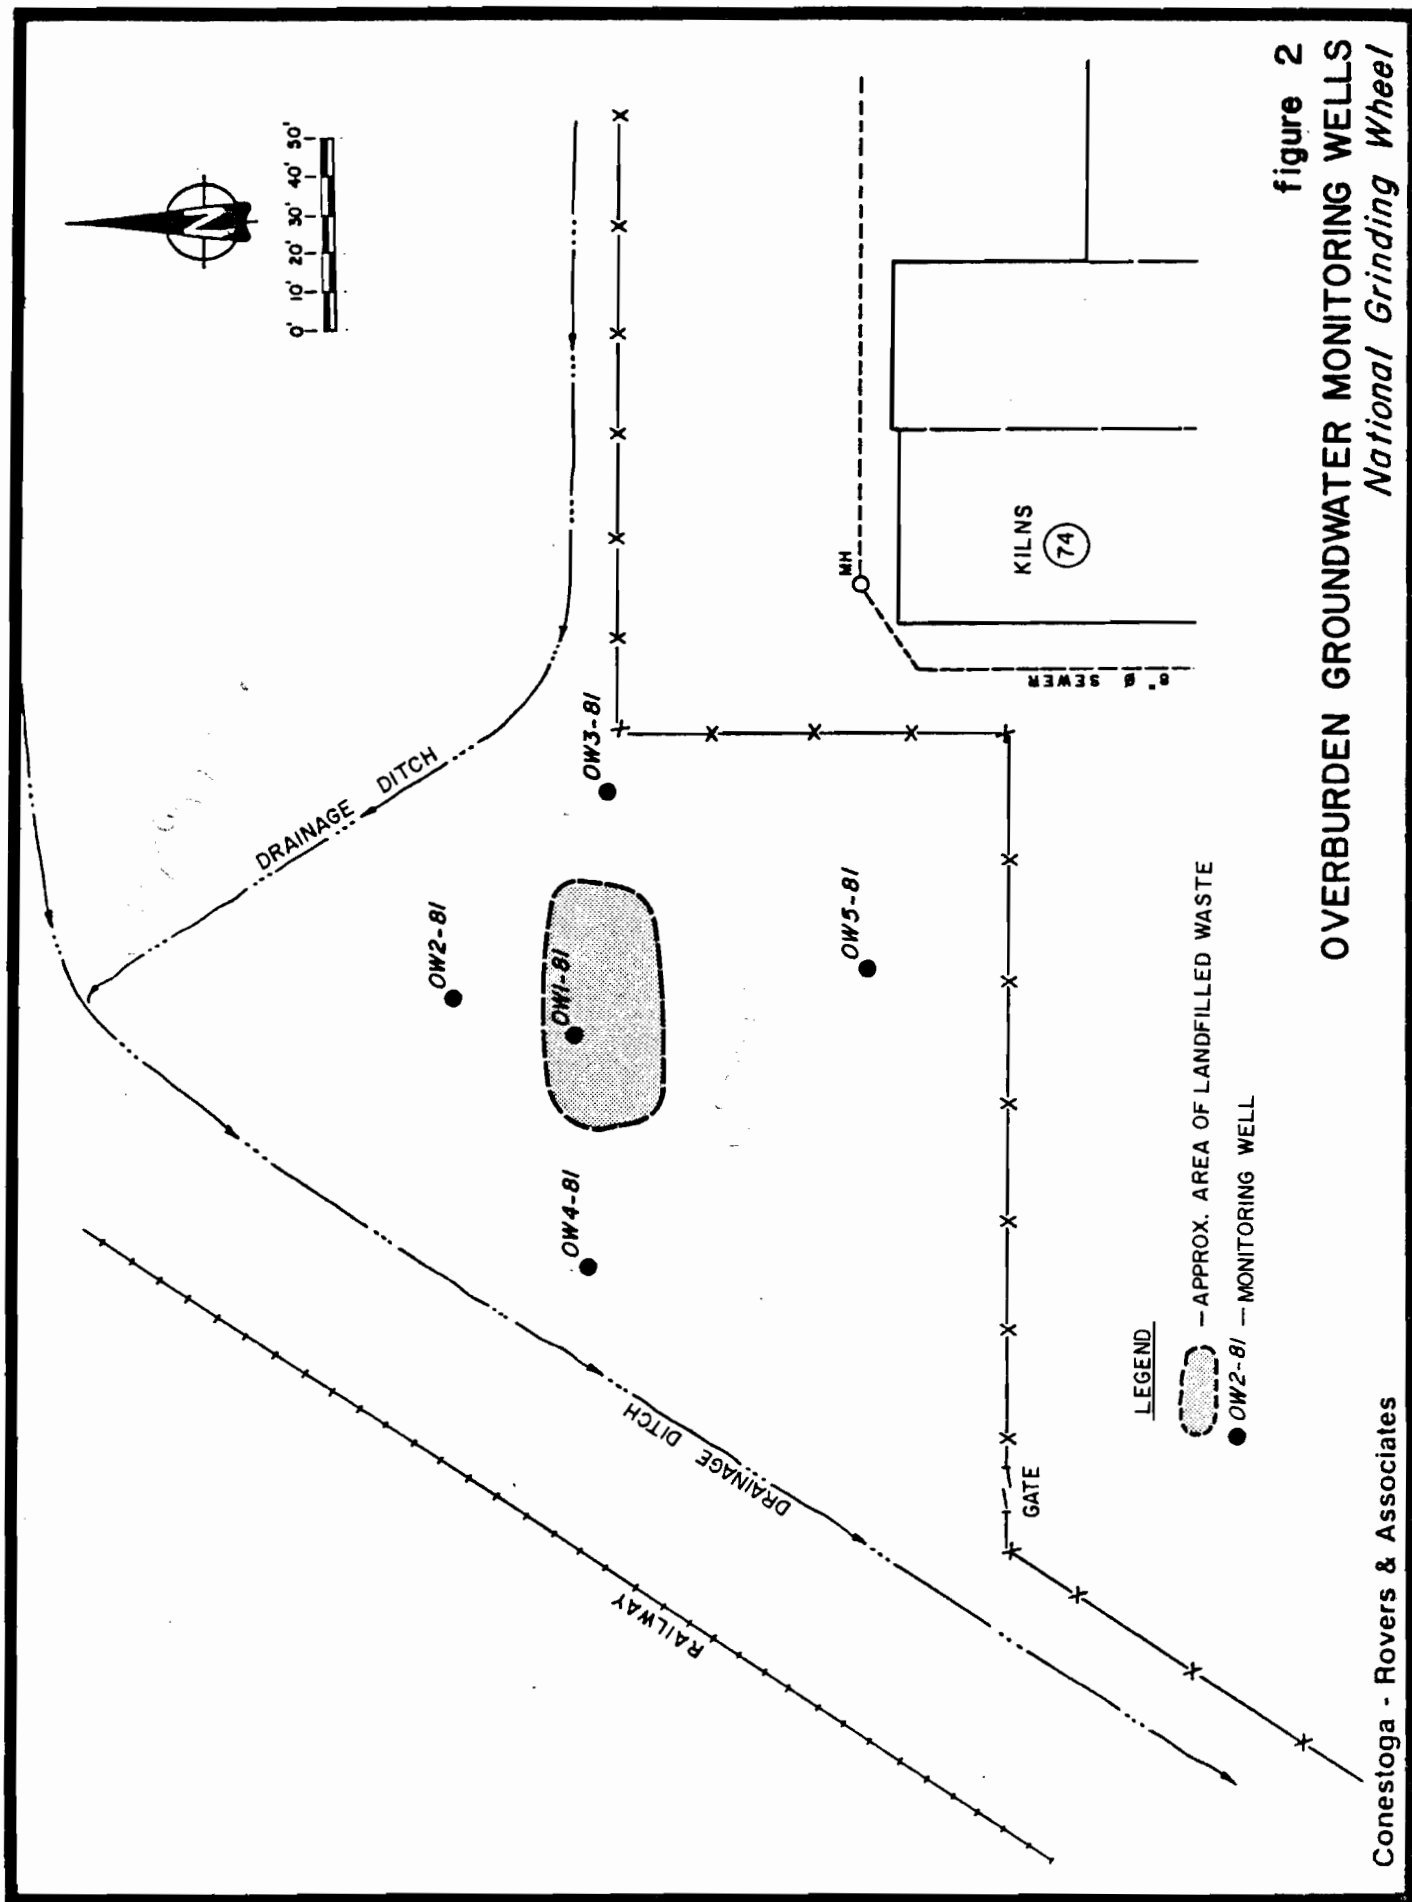 0' 10' 20' 30' 40' 50'
N
DRAINAGE DITCH
OW2-81
OW3-81
OW1-81
OW4-81
OW5-81
MH
KILNS
74
8" Ø SEWER
DRAINAGE DITCH
RAILWAY
GATE
LEGEND
— APPROX. AREA OF LANDFILLED WASTE
OW2-81 — MONITORING WELL
figure 2
OVERBURDEN GROUNDWATER MONITORING WELLS
National Grinding Wheel
Conestoga - Rovers & Associates